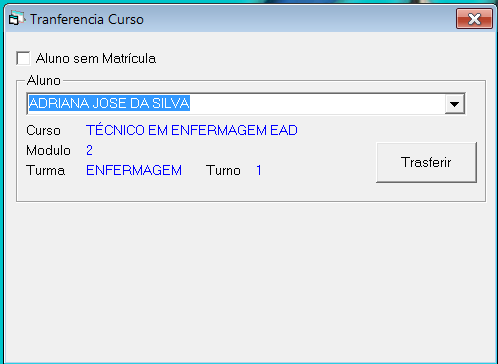 Tranferencia Curso
Aluno sem Matrícula
Aluno
ADRIANA JOSE DA SILVA
Curso TÉCNICO EM ENFERMAGEM EAD
Modulo 2
Turma ENFERMAGEM Turno 1
Trasferir